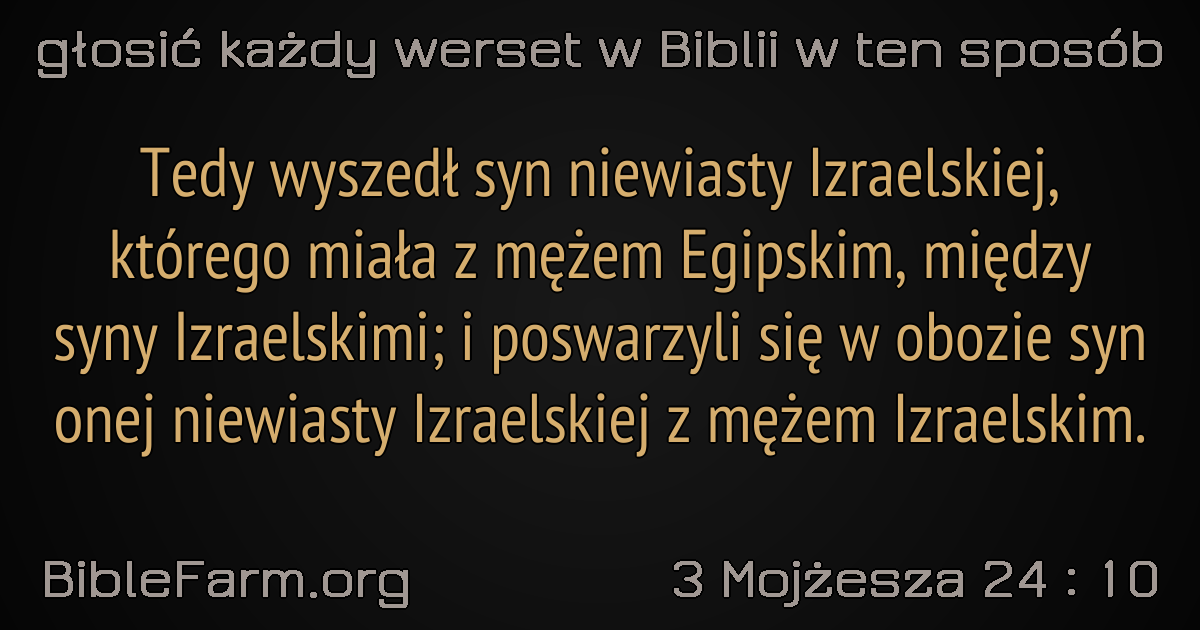 głosić każdy werset w Biblii w ten sposób
Tedy wyszedł syn niewiasty Izraelskiej,
którego miała z mężem Egipskim, między
syny Izraelskimi; i poswarzyli się w obozie syn
onej niewiasty Izraelskiej z mężem Izraelskim.
BibleFarm.org
3 Mojżesza 24 : 10